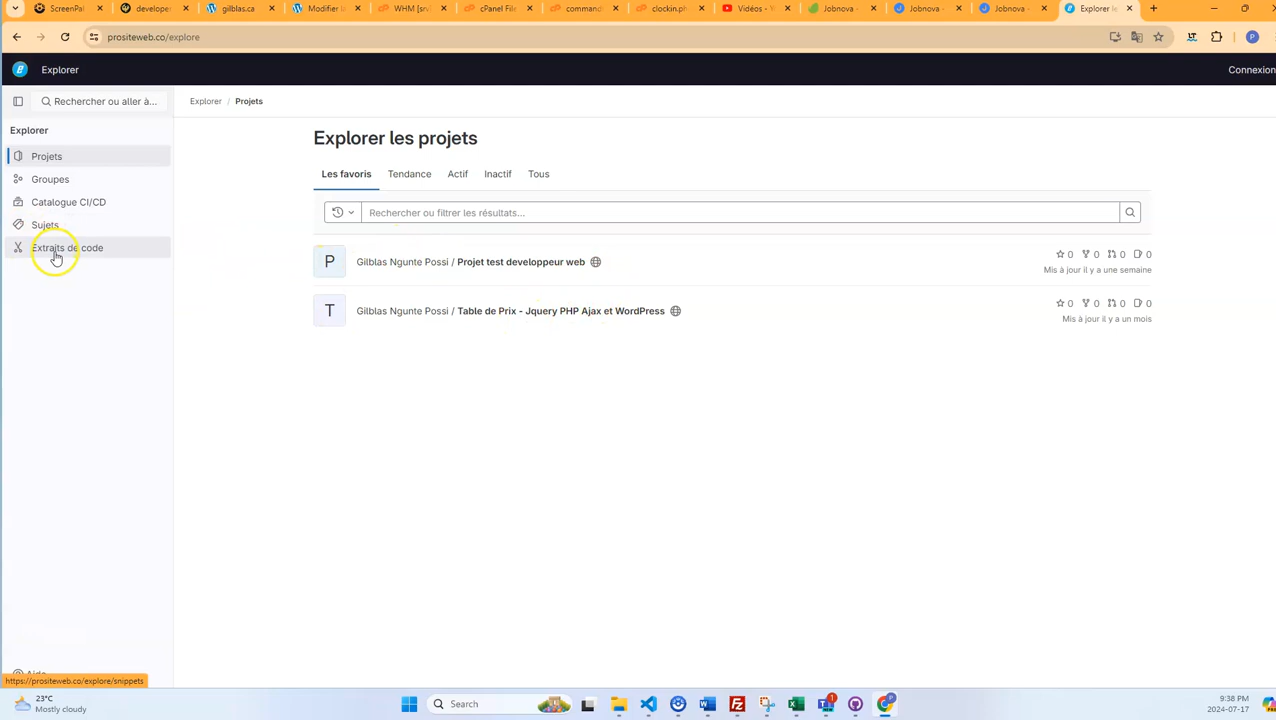 ScreenPal
developer
gilblas.ca
Modifier l
WHM [srv]
cPanel File
command
clockin.ph
Vidéos - Yo
Jobnova -
Jobnova -
Jobnova -
Explorer le
prositeweb.co/explore
Explorer
Connexion
Rechercher ou aller à...
Explorer / Projets
Explorer
Projets
Groupes
Catalogue CI/CD
Sujets
Extraits de code
Explorer les projets
Les favoris Tendance Actif Inactif Tous
Rechercher ou filtrer les résultats...
P Gilblas Ngunte Possi / Projet test developpeur web 0 0 0 0
Mis à jour il y a une semaine
T Gilblas Ngunte Possi / Table de Prix - Jquery PHP Ajax et WordPress 0 0 0 0
Mis à jour il y a un mois
https://prositeweb.co/explore/snippets
23°C
Mostly cloudy
Search
9:38 PM
2024-07-17